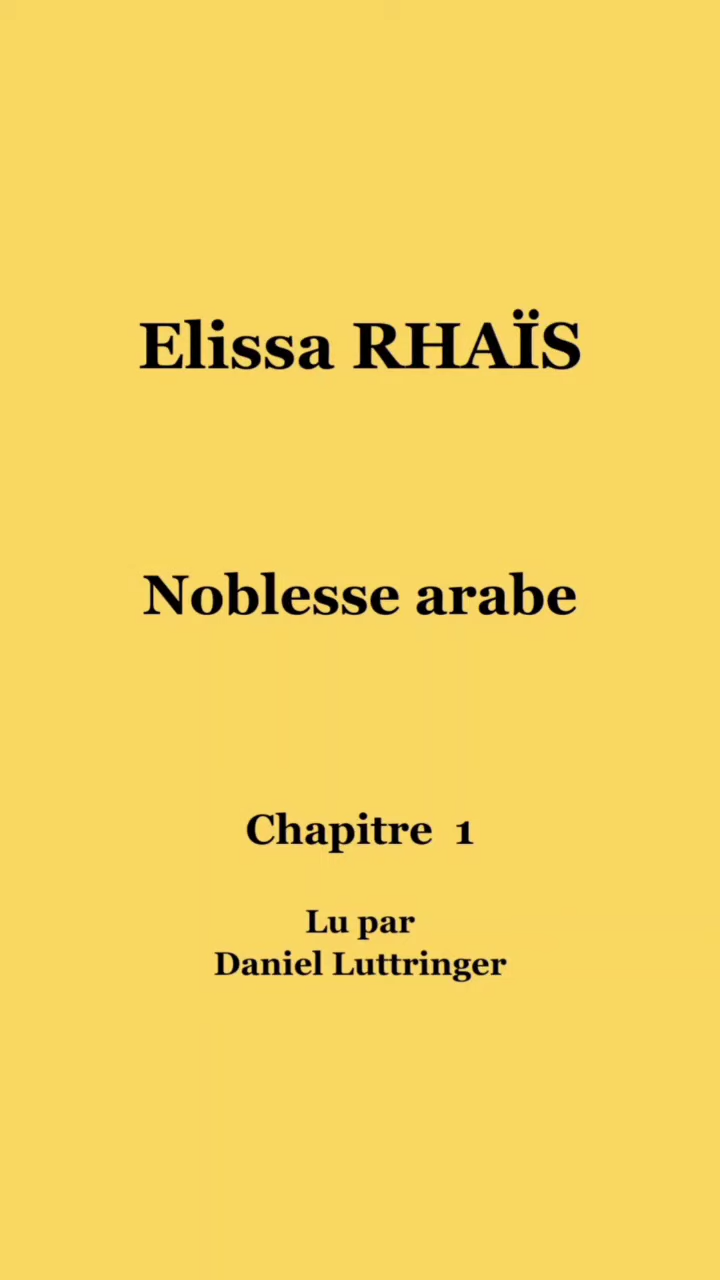 Elissa RHAÏS
Noblesse arabe
Chapitre 1
Lu par
Daniel Luttringer